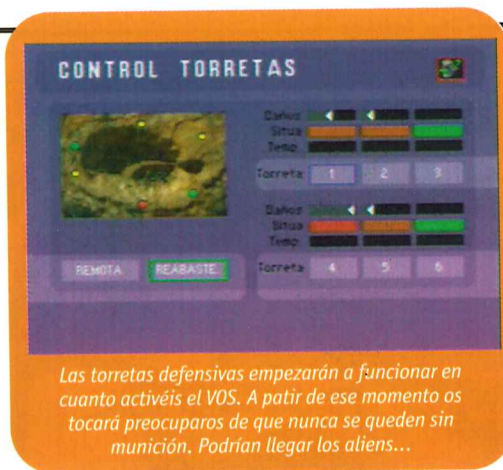 CONTROL TORRETAS
Daños
Situa
Temp.
Torreta 1 2 3
Daños
Situa
Temp.
REMOTA REABASTE. Torreta 4 5 6
Las torretas defensivas empezarán a funcionar en
cuanto activéis el VOS. A patir de ese momento os
tocará preocuparos de que nunca se queden sin
munición. Podrían llegar los aliens...